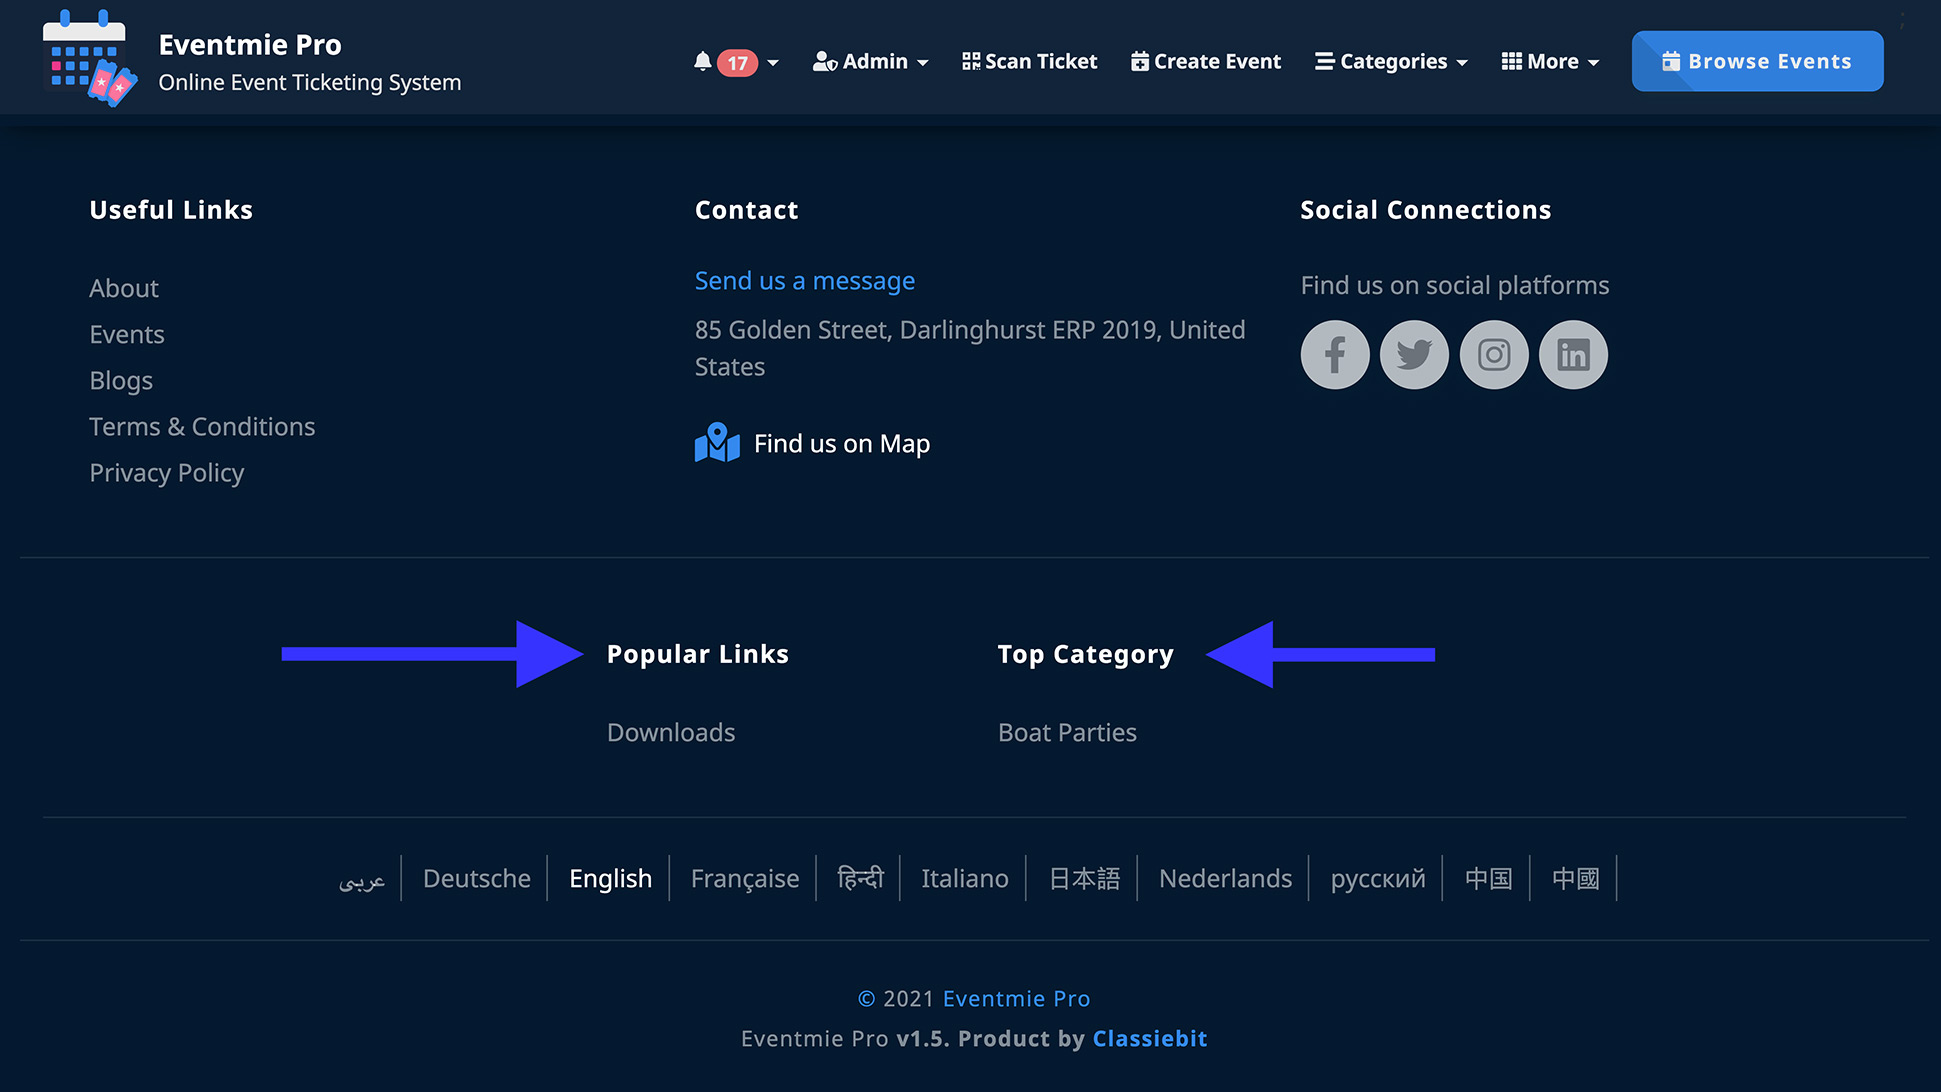 Eventmie Pro
Online Event Ticketing System
17
Admin
Scan Ticket
Create Event
Categories
More
Browse Events
Useful Links
About
Events
Blogs
Terms & Conditions
Privacy Policy
Contact
Send us a message
85 Golden Street, Darlinghurst ERP 2019, United
States
Find us on Map
Social Connections
Find us on social platforms
Popular Links
Downloads
Top Category
Boat Parties
عربى
Deutsche
English
Française
हिन्दी
Italiano
日本語
Nederlands
русский
中国
中國
© 2021 Eventmie Pro
Eventmie Pro v1.5. Product by Classiebit